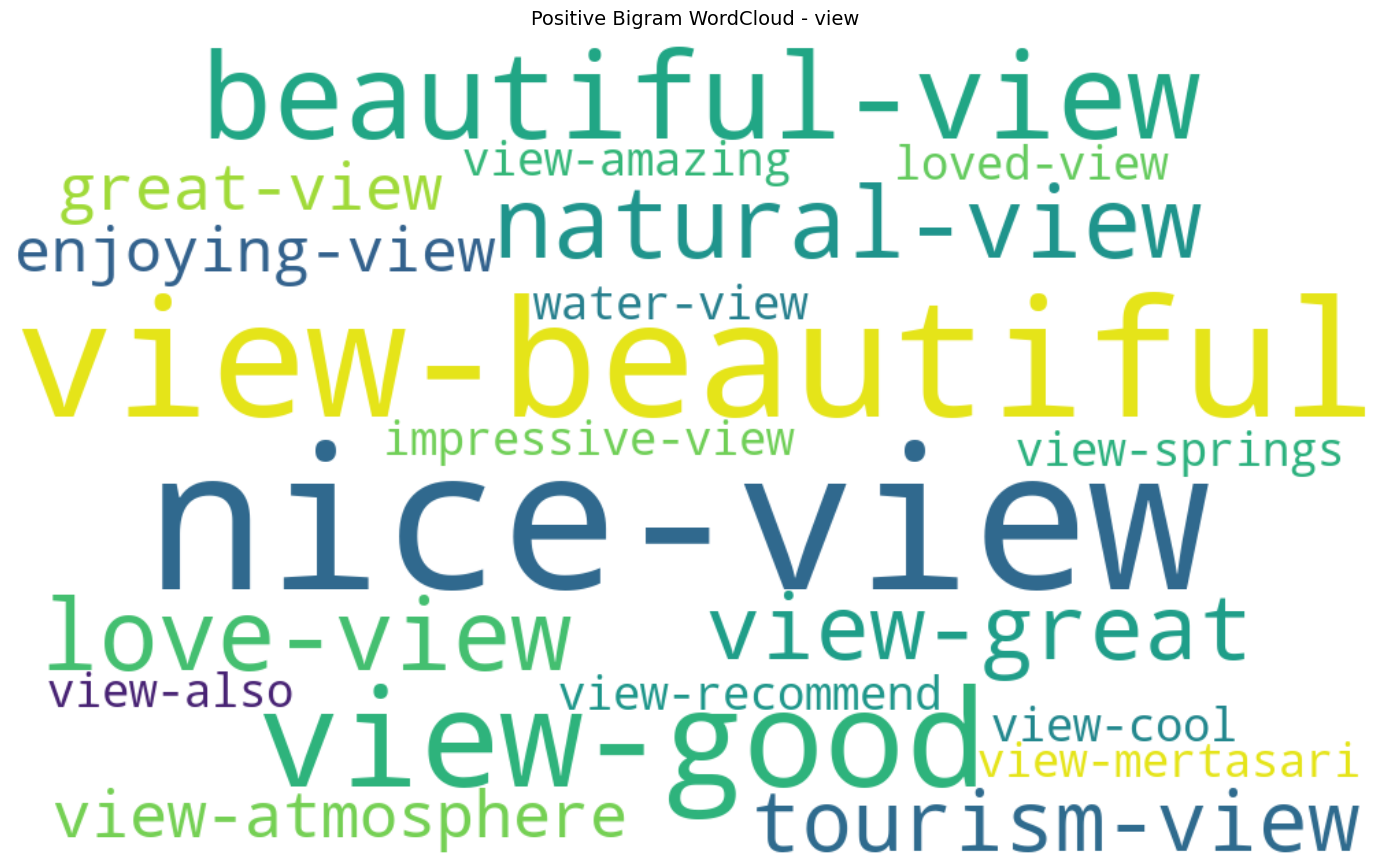 Positive Bigram WordCloud - view
beautiful-view
view-amazing
loved-view
great-view
natural-view
enjoying-view
water-view
view-beautiful
impressive-view
view-springs
nice-view
love-view
view-great
view-also
view-recommend
view-good
view-cool
view-mertasari
view-atmosphere
tourism-view